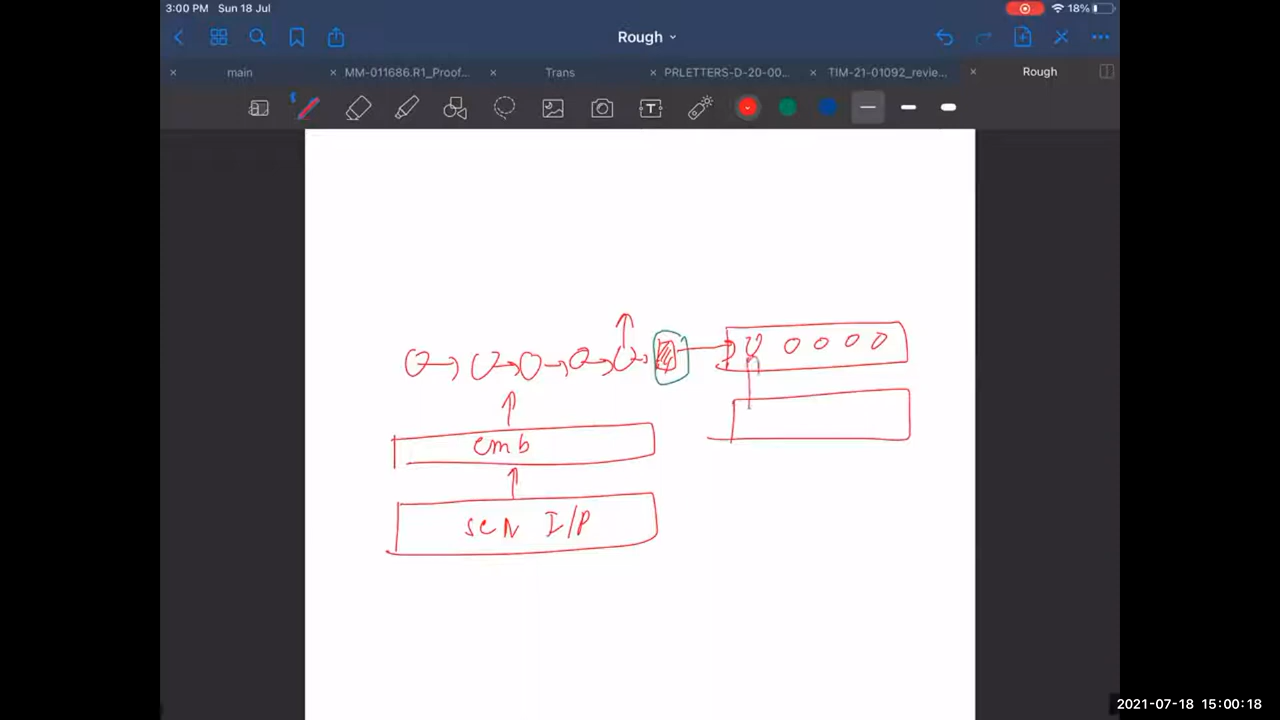 3:00 PM Sun 18 Jul
18%
Rough
main
MM-011686.R1_Proof...
Trans
PRLETTERS-D-20-00...
TIM-21-01092_revie...
Rough
T
emb
sen I/P
2021-07-18 15:00:18